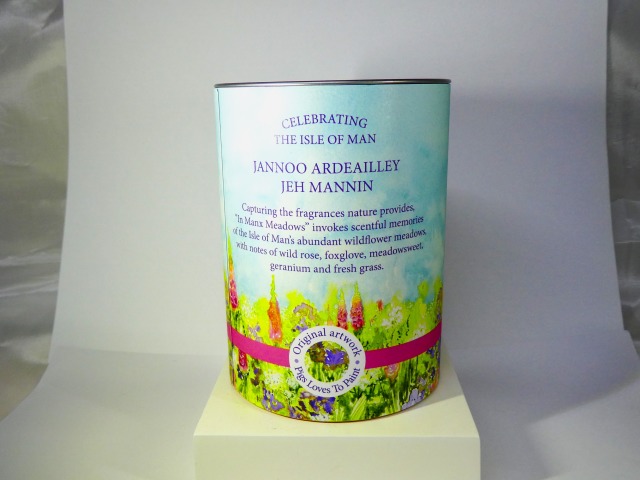 CELEBRATING
THE ISLE OF MAN
JANNOO ARDEAILLEY
JEH MANNIN
Capturing the fragrances nature provides,
"In Manx Meadows" invokes scentful memories
of the Isle of Man's abundant wildflower meadows,
with notes of wild rose, foxglove, meadowsweet,
geranium and fresh grass.
Original artwork
Pigs Loves To Paint